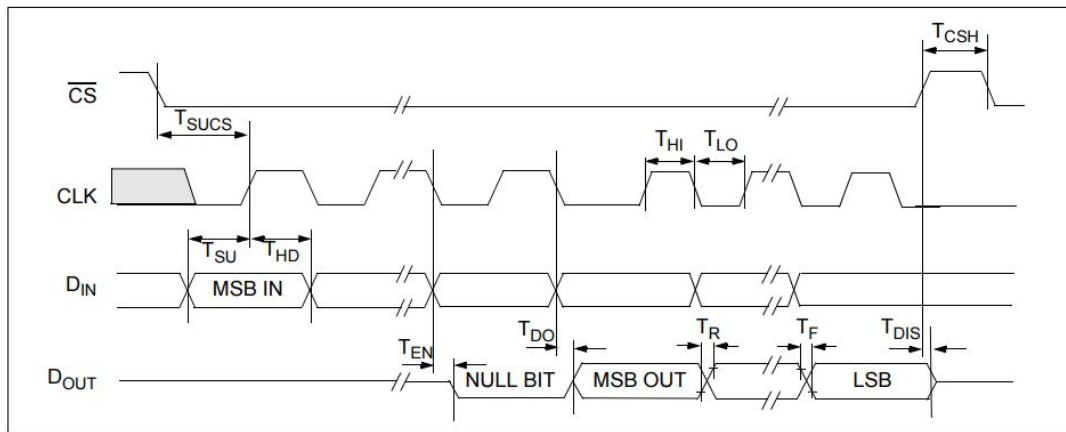 TCSH
CS
TSUCS
THI TLO
CLK
TSU THD
DIN MSB IN
TEN TDO TR TF TDIS
DOUT NULL BIT MSB OUT LSB